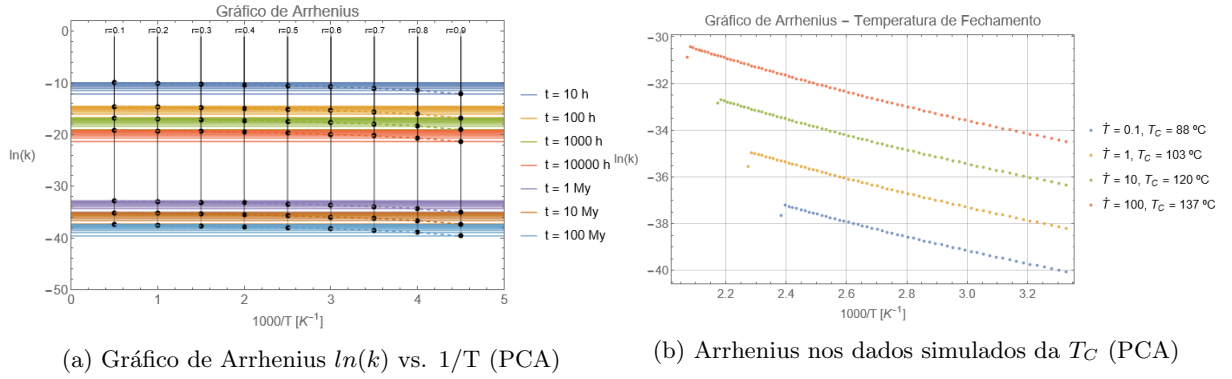 Gráfico de Arrhenius
r=0.1 r=0.2 r=0.3 r=0.4 r=0.5 r=0.6 r=0.7 r=0.8 r=0.9
0
−10
−20
−30
−40
−50
ln(k)
0 1 2 3 4 5
1000/T [K⁻¹]
t = 10 h
t = 100 h
t = 1000 h
t = 10000 h
t = 1 My
t = 10 My
t = 100 My
(a) Gráfico de Arrhenius ln(k) vs. 1/T (PCA)
Gráfico de Arrhenius – Temperatura de Fechamento
−30
−32
−34
−36
−38
−40
ln(k)
2.2 2.4 2.6 2.8 3.0 3.2
1000/T [K⁻¹]
Ṫ = 0.1, T_C = 88 ºC
Ṫ = 1, T_C = 103 ºC
Ṫ = 10, T_C = 120 ºC
Ṫ = 100, T_C = 137 ºC
(b) Arrhenius nos dados simulados da T_C (PCA)